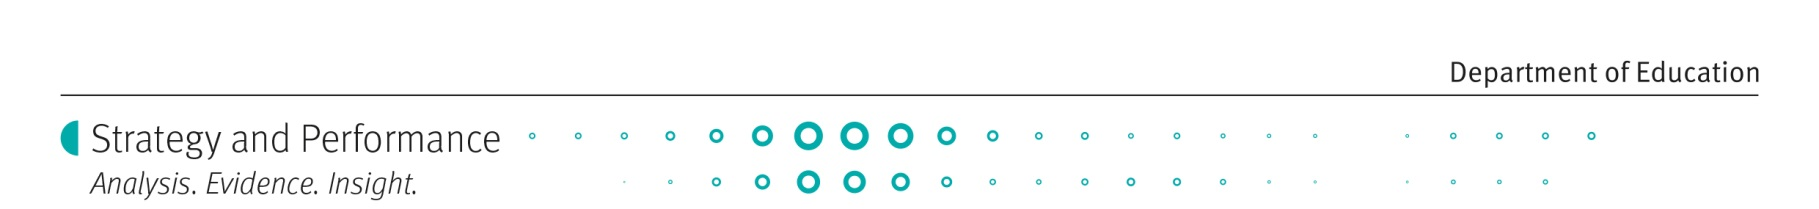 Department of Education
Strategy and Performance
Analysis. Evidence. Insight.